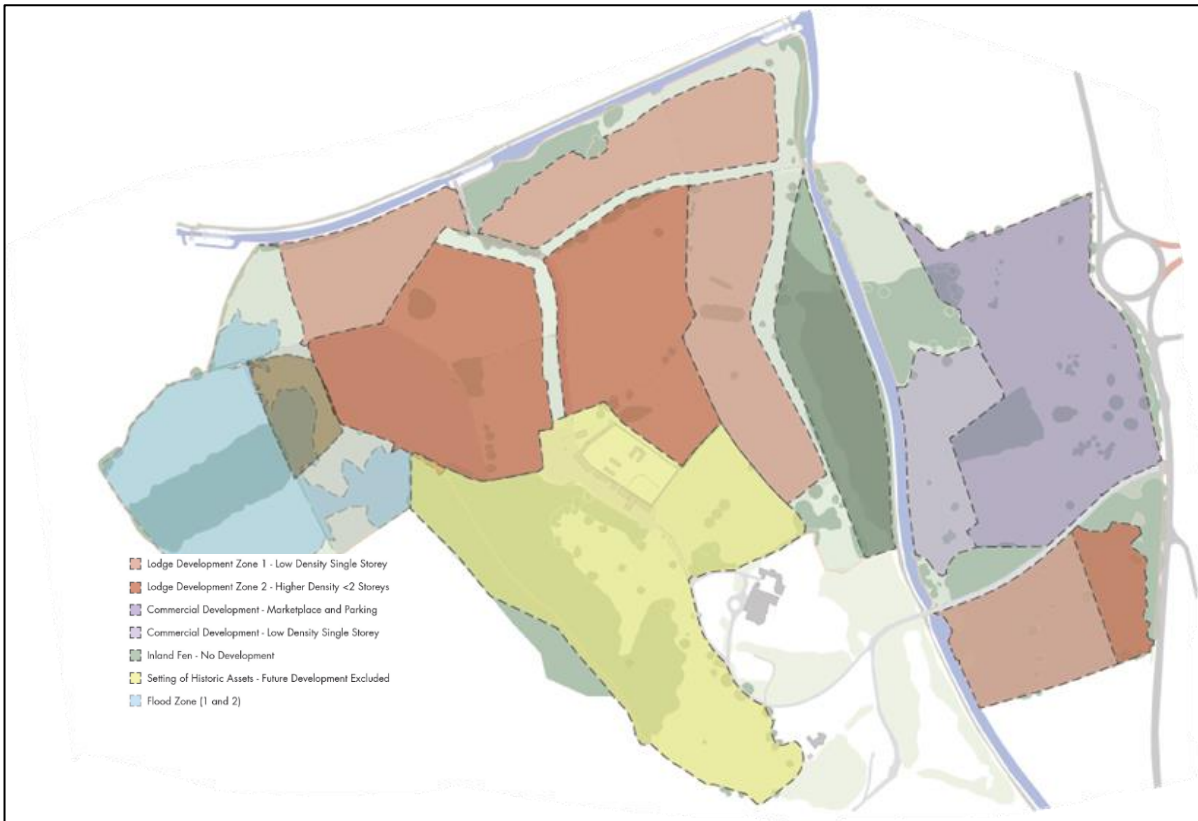 Lodge Development Zone 1 - Low Density Single Storey
Lodge Development Zone 2 - Higher Density <2 Storeys
Commercial Development - Marketplace and Parking
Commercial Development - Low Density Single Storey
Inland Fen - No Development
Setting of Historic Assets - Future Development Excluded
Flood Zone (1 and 2)